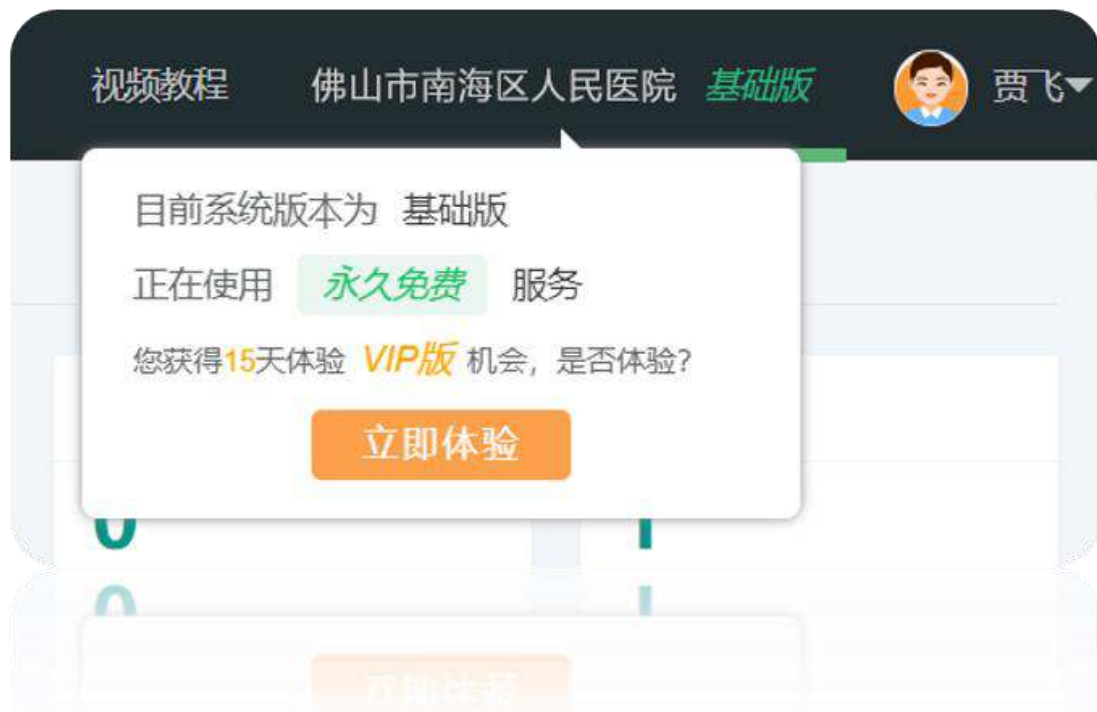 视频教程 佛山市南海区人民医院 基础版 贾飞
目前系统版本为 基础版
正在使用 永久免费 服务
您获得15天体验 VIP版 机会，是否体验？
立即体验